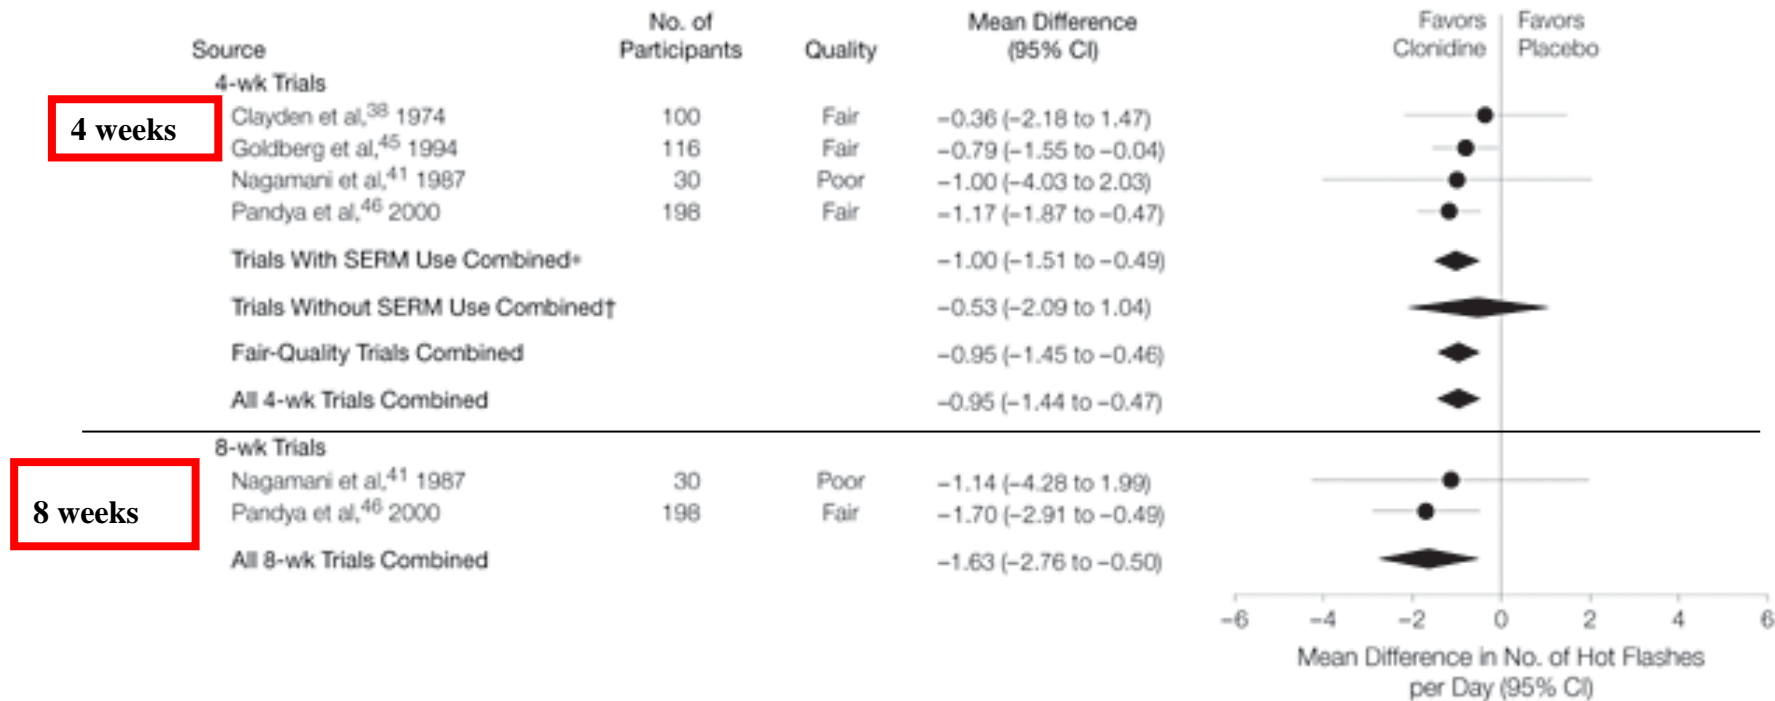 No. of Participants Mean Difference (95% CI) Favors Clonidine Favors Placebo
Source Quality
4-wk Trials
4 weeks
Clayden et al,38 1974 100 Fair −0.36 (−2.18 to 1.47)
Goldberg et al,45 1994 116 Fair −0.79 (−1.55 to −0.04)
Nagamani et al,41 1987 30 Poor −1.00 (−4.03 to 2.03)
Pandya et al,46 2000 198 Fair −1.17 (−1.87 to −0.47)
Trials With SERM Use Combined* −1.00 (−1.51 to −0.49)
Trials Without SERM Use Combined† −0.53 (−2.09 to 1.04)
Fair-Quality Trials Combined −0.95 (−1.45 to −0.46)
All 4-wk Trials Combined −0.95 (−1.44 to −0.47)
8-wk Trials
8 weeks
Nagamani et al,41 1987 30 Poor −1.14 (−4.28 to 1.99)
Pandya et al,46 2000 198 Fair −1.70 (−2.91 to −0.49)
All 8-wk Trials Combined −1.63 (−2.76 to −0.50)
−6 −4 −2 0 2 4 6
Mean Difference in No. of Hot Flashes
per Day (95% CI)